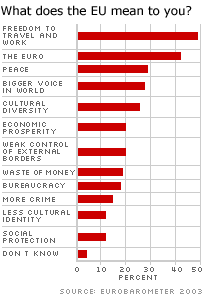 What does the EU mean to you?
FREEDOM TO
TRAVEL AND
WORK
THE EURO
PEACE
BIGGER VOICE
IN WORLD
CULTURAL
DIVERSITY
ECONOMIC
PROSPERITY
WEAK CONTROL
OF EXTERNAL
BORDERS
WASTE OF MONEY
BUREAUCRACY
MORE CRIME
LESS CULTURAL
IDENTITY
SOCIAL
PROTECTION
DON T KNOW
0 10 20 30 40 50
PERCENT
SOURCE: EUROBAROMETER 2003